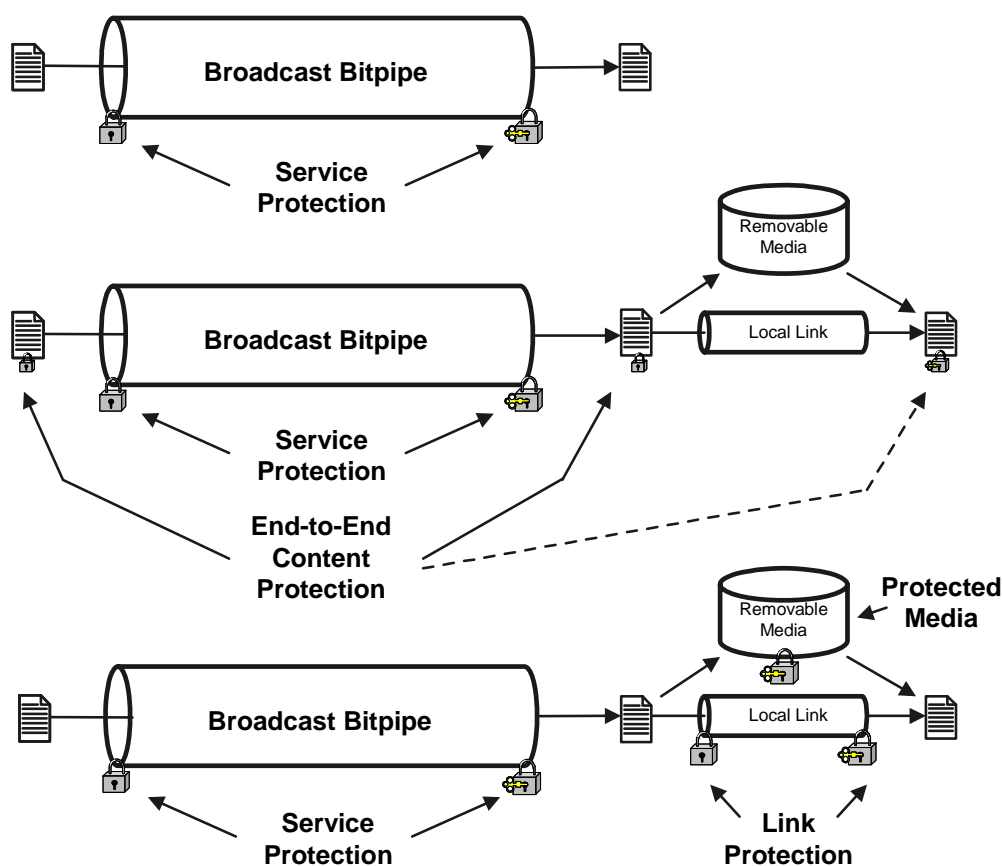 Broadcast Bitpipe
Service
Protection
Removable
Media
Broadcast Bitpipe
Local Link
Service
Protection
End-to-End
Content
Protection
Removable
Media
Protected
Media
Broadcast Bitpipe
Local Link
Service
Protection
Link
Protection